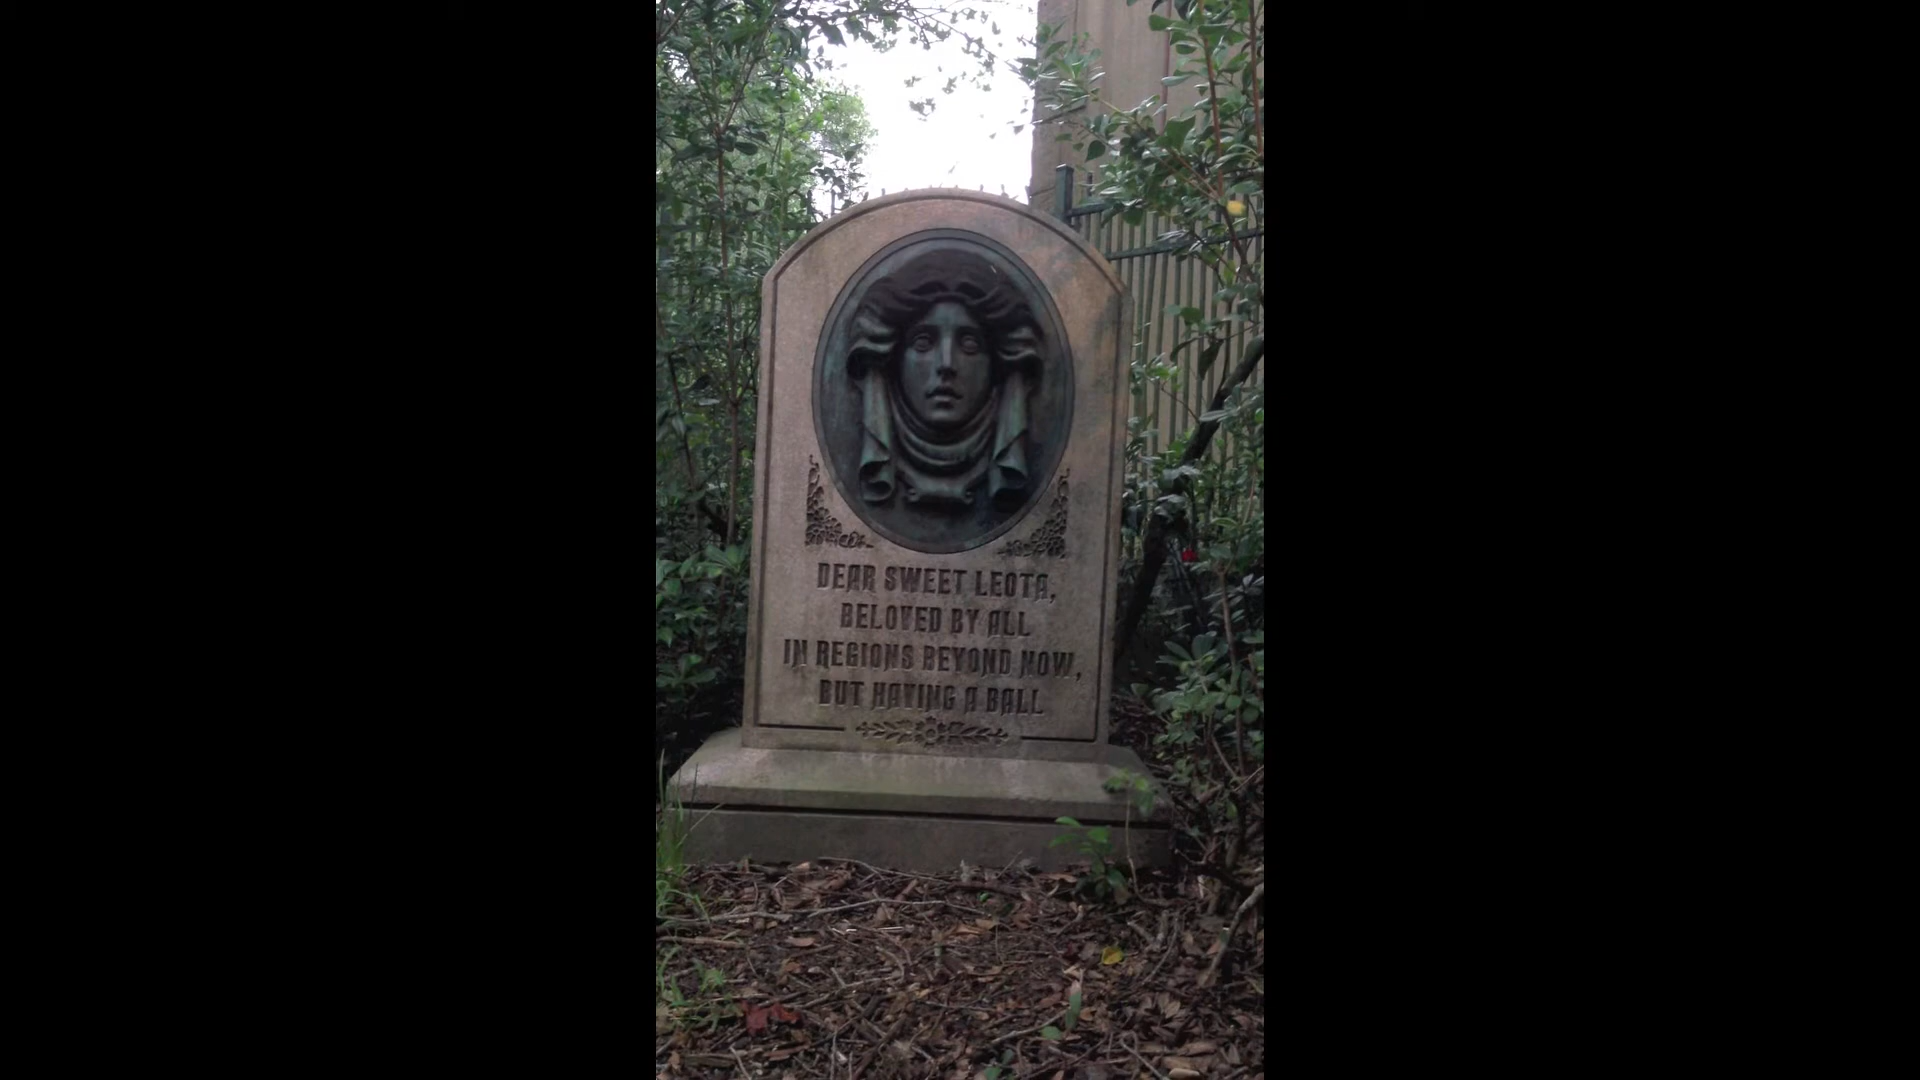 DEAR SWEET LEOTA,
BELOVED BY ALL
IN REGIONS BEYOND NOW,
BUT HAVING A BALL